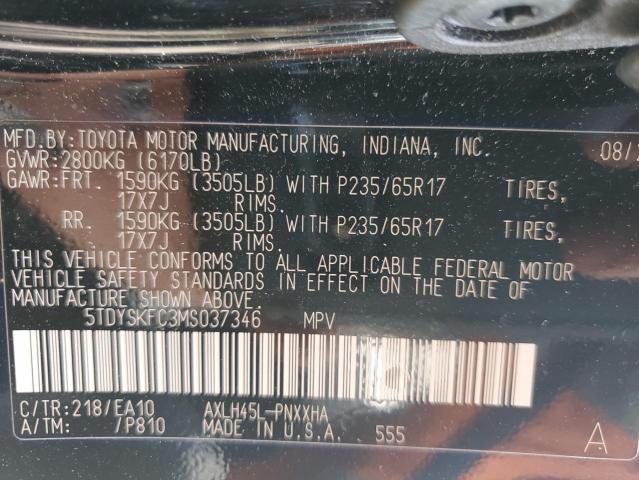 MFD.BY:TOYOTA MOTOR MANUFACTURING, INDIANA, INC. 08/
GVWR:2800KG (6170LB)
GAWR:FRT. 1590KG (3505LB) WITH P235/65R17 TIRES,
17X7J RIMS.
RR. 1590KG (3505LB) WITH P235/65R17 TIRES,
17X7J RIMS.
THIS VEHICLE CONFORMS TO ALL APPLICABLE FEDERAL MOTOR
VEHICLE SAFETY STANDARDS IN EFFECT ON THE DATE OF
MANUFACTURE SHOWN ABOVE.
5TDYSKFC3MS037346 MPV
C/TR:218/EA10 AXLH45L-PNXXHA
A/TM: /P810 MADE IN U.S.A. 555 A